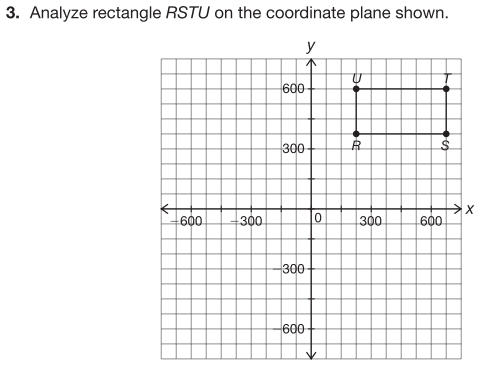 3. Analyze rectangle RSTU on the coordinate plane shown.
y
U T
600
300
R S
x
−600 −300 0 300 600
−300
−600